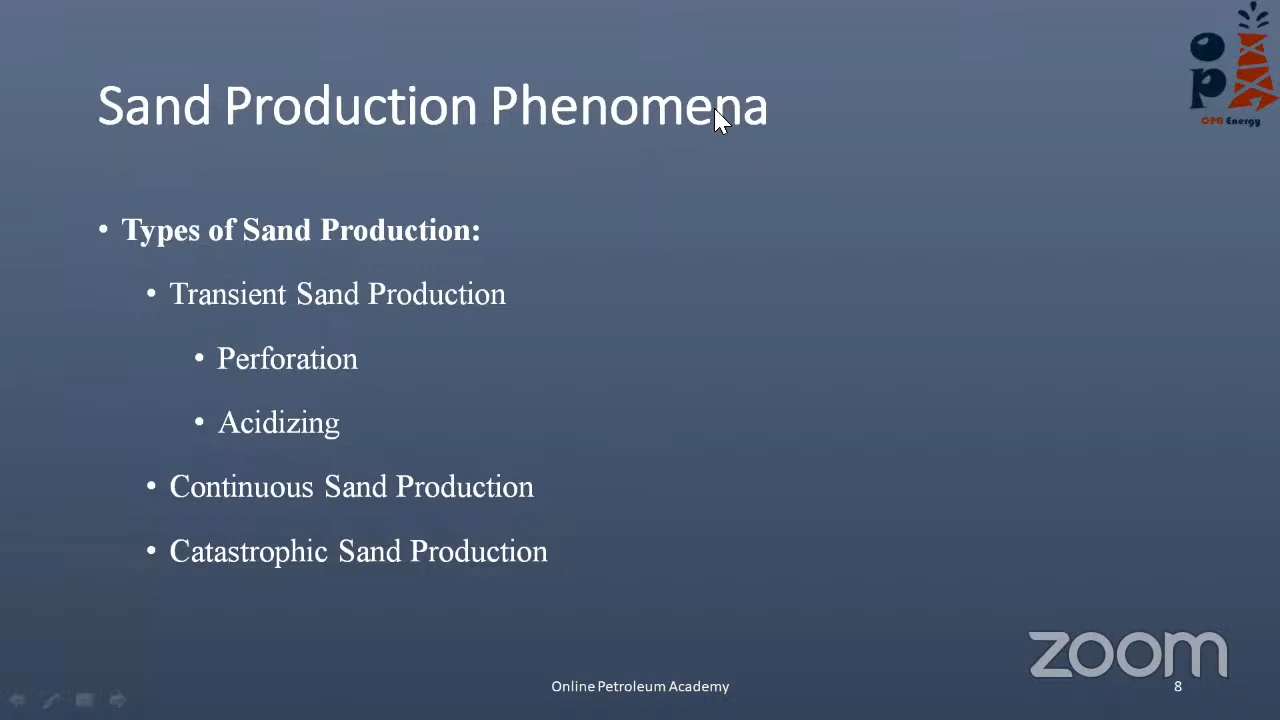 Sand Production Phenomena
• Types of Sand Production:
• Transient Sand Production
• Perforation
• Acidizing
• Continuous Sand Production
• Catastrophic Sand Production
OPA Energy
zoom
Online Petroleum Academy
8